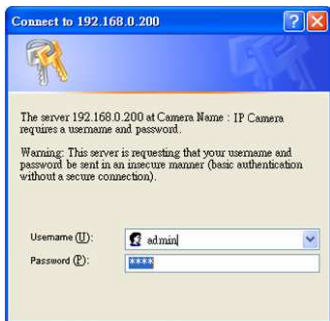 Connect to 192.168.0.200
The server 192.168.0.200 at Camera Name : IP Camera
requires a username and password.
Warning: This server is requesting that your username and
password be sent in an insecure manner (basic authentication
without a secure connection).
Username (U): admin
Password (P): ****